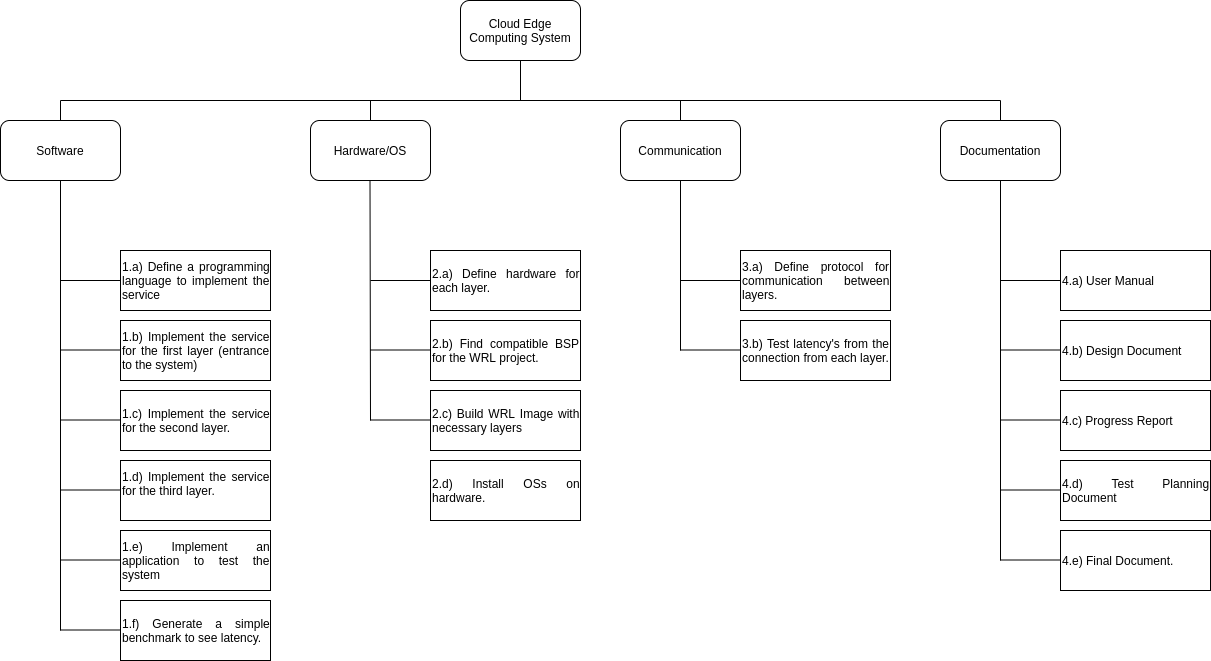 Cloud Edge
Computing System
Software
Hardware/OS
Communication
Documentation
1.a) Define a programming
language to implement the
service
1.b) Implement the service
for the first layer (entrance
to the system)
1.c) Implement the service
for the second layer.
1.d) Implement the service
for the third layer.
1.e) Implement an
application to test the
system
1.f) Generate a simple
benchmark to see latency.
2.a) Define hardware for
each layer.
2.b) Find compatible BSP
for the WRL project.
2.c) Build WRL Image with
necessary layers
2.d) Install OSs on
hardware.
3.a) Define protocol for
communication between
layers.
3.b) Test latency's from the
connection from each layer.
4.a) User Manual
4.b) Design Document
4.c) Progress Report
4.d) Test Planning
Document
4.e) Final Document.